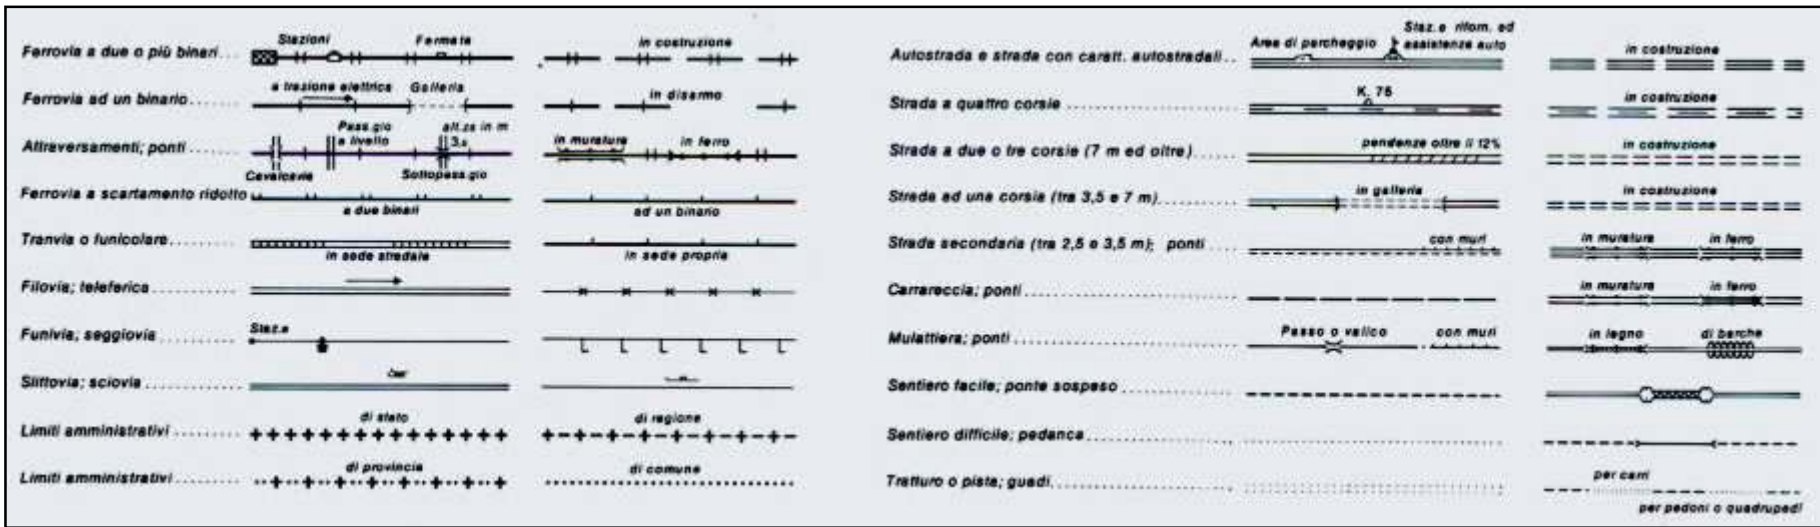 Stazioni Fermata in costruzione
Ferrovia a due o più binari
a trazione elettrica Galleria in disarmo
Ferrovia ad un binario
Pass.gio a livello alt.za in m 3,5 in muratura in ferro
Attraversamenti; ponti
Cavalcavia Sottopass.gio
Ferrovia a scartamento ridotto
a due binari ad un binario
Tranvia o funicolare
in sede stradale in sede propria
Filovia; teleferica
Staz.e
Funivia; seggiovia
Slittovia; sciovia
di stato di regione
Limiti amministrativi
di provincia di comune
Limiti amministrativi
Area di parcheggio Staz.e riforn. ed assistenza auto in costruzione
Autostrada e strada con caratt. autostradali
K. 75 in costruzione
Strada a quattro corsie
pendenze oltre il 12% in costruzione
Strada a due o tre corsie (7 m ed oltre)
in galleria in costruzione
Strada ad una corsia (tra 3,5 e 7 m)
con muri in muratura in ferro
Strada secondaria (tra 2,5 e 3,5 m); ponti
in muratura in ferro
Carrareccia; ponti
Passo o valico con muri in legno di barche
Mulattiera; ponti
Sentiero facile; ponte sospeso
Sentiero difficile; pedanca
per carri
Tratturo o pista; guadi
per pedoni o quadrupedi